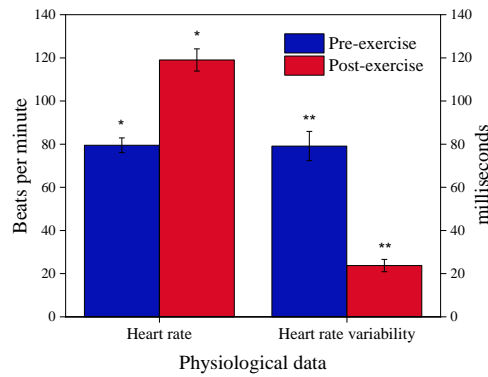 140
120
100
80
60
40
20
0
Beats per minute
Pre-exercise
Post-exercise
*
*
**
**
140
120
100
80
60
40
20
0
milliseconds
Heart rate
Heart rate variability
Physiological data